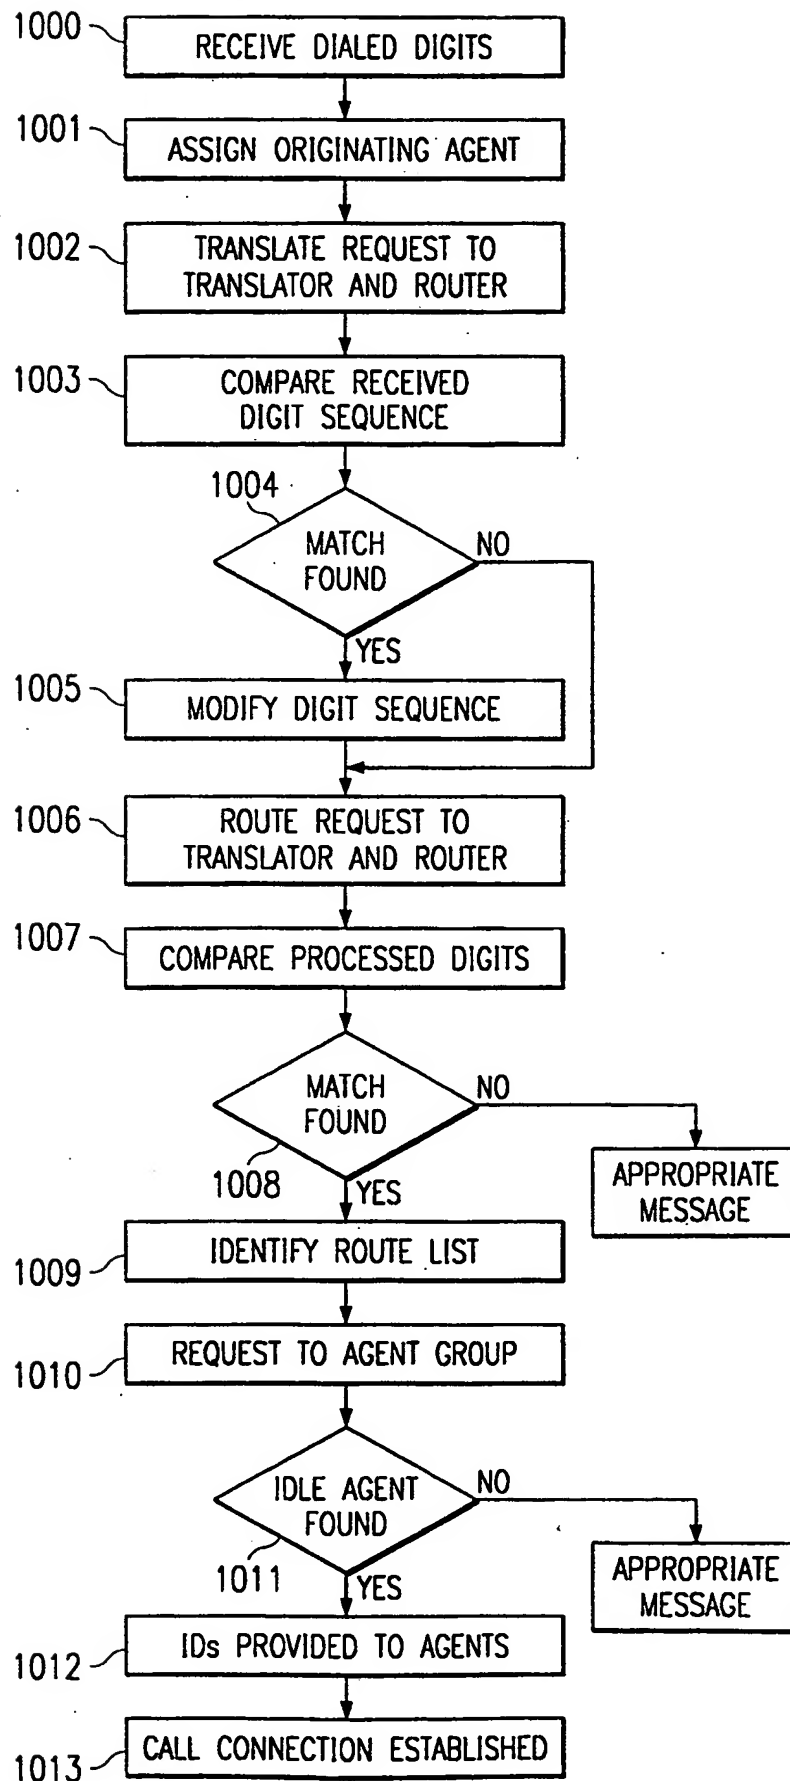 1000
RECEIVE DIALED DIGITS
1001
ASSIGN ORIGINATING AGENT
1002
TRANSLATE REQUEST TO
TRANSLATOR AND ROUTER
1003
COMPARE RECEIVED
DIGIT SEQUENCE
1004
MATCH
FOUND
NO
YES
1005
MODIFY DIGIT SEQUENCE
1006
ROUTE REQUEST TO
TRANSLATOR AND ROUTER
1007
COMPARE PROCESSED DIGITS
MATCH
FOUND
NO
1008
YES
APPROPRIATE
MESSAGE
1009
IDENTIFY ROUTE LIST
1010
REQUEST TO AGENT GROUP
IDLE AGENT
FOUND
NO
1011
YES
APPROPRIATE
MESSAGE
1012
IDs PROVIDED TO AGENTS
1013
CALL CONNECTION ESTABLISHED